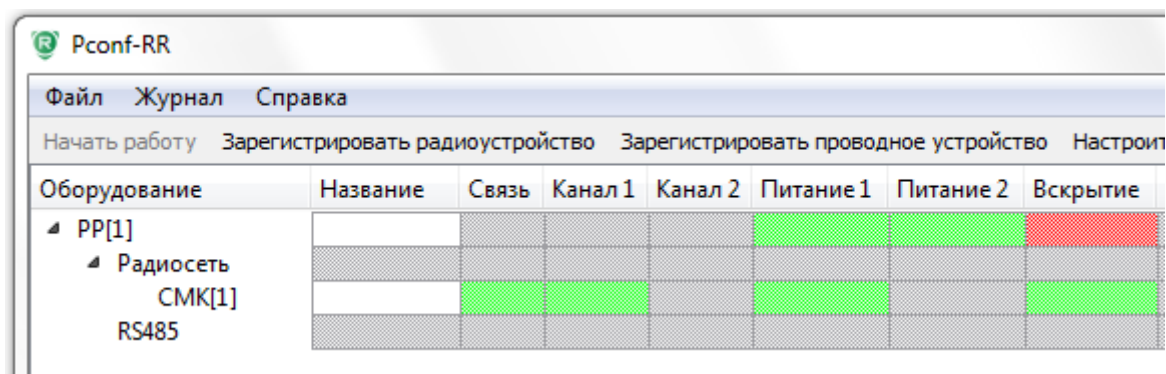 Pconf-RR
Файл Журнал Справка
Начать работу Зарегистрировать радиоустройство Зарегистрировать проводное устройство Настроит
Оборудование Название Связь Канал 1 Канал 2 Питание 1 Питание 2 Вскрытие
РР[1]
Радиосеть
СМК[1]
RS485